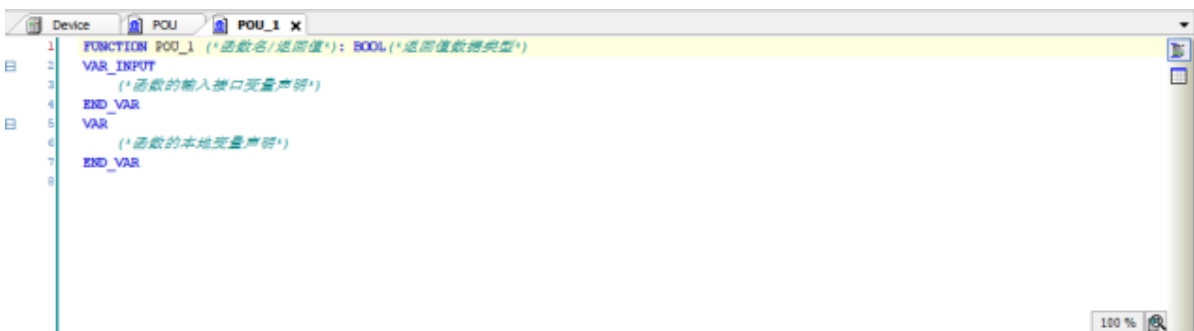 Device POU POU_1 x
1 FUNCTION POU_1 (*函数名/返回值*): BOOL(*返回值数据类型*)
2 VAR_INPUT
3 (*函数的输入接口变量声明*)
4 END_VAR
5 VAR
6 (*函数的本地变量声明*)
7 END_VAR
8
100 %